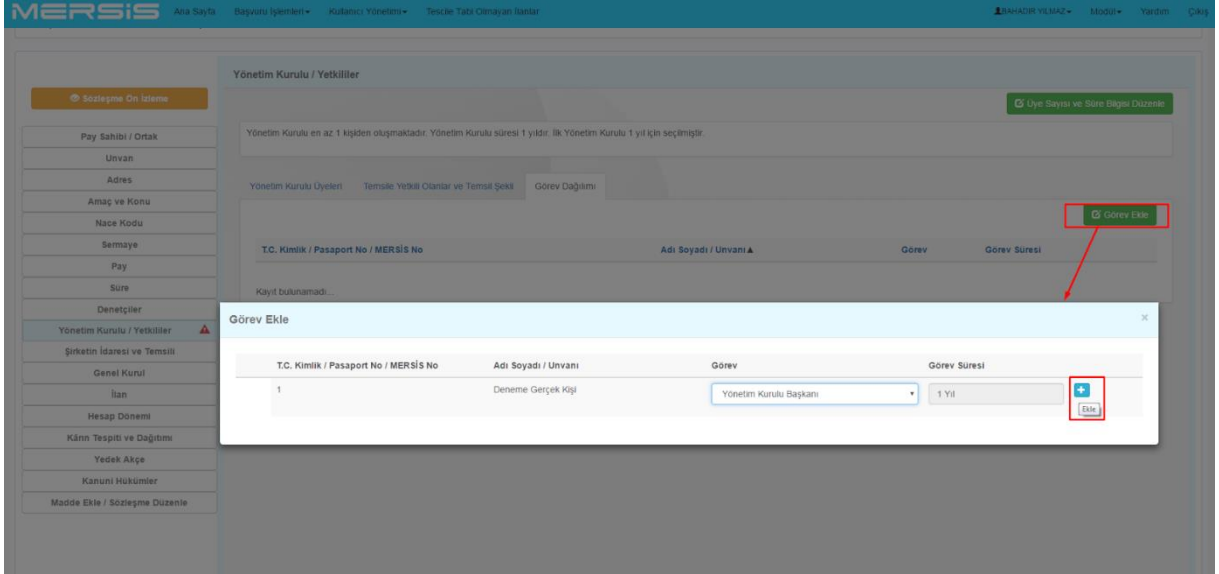 MERSiS Ana Sayfa Başvuru İşlemleri Kullanıcı Yönetimi Tescile Tabi Olmayan İlanlar BAHADIR YILMAZ Modül Yardım Çıkış
Yönetim Kurulu / Yetkililer
Sözleşme Ön İzleme
Üye Sayısı ve Süre Bilgisi Düzenle
Yönetim Kurulu en az 1 kişiden oluşmaktadır. Yönetim Kurulu süresi 1 yıldır. İlk Yönetim Kurulu 1 yıl için seçilmiştir.
Pay Sahibi / Ortak
Unvan
Adres
Amaç ve Konu
Nace Kodu
Sermaye
Pay
Süre
Denetçiler
Yönetim Kurulu / Yetkililer
Şirketin İdaresi ve Temsili
Genel Kurul
İlan
Hesap Dönemi
Kârın Tespiti ve Dağıtımı
Yedek Akçe
Kanuni Hükümler
Madde Ekle / Sözleşme Düzenle
Yönetim Kurulu Üyeleri Temsile Yetkili Olanlar ve Temsil Şekli Görev Dağılımı
Görev Ekle
T.C. Kimlik / Pasaport No / MERSİS No Adı Soyadı / Unvanı▲ Görev Görev Süresi
Kayıt bulunamadı...
Görev Ekle ×
T.C. Kimlik / Pasaport No / MERSİS No Adı Soyadı / Unvanı Görev Görev Süresi
1 Deneme Gerçek Kişi Yönetim Kurulu Başkanı 1 Yıl +
Ekle